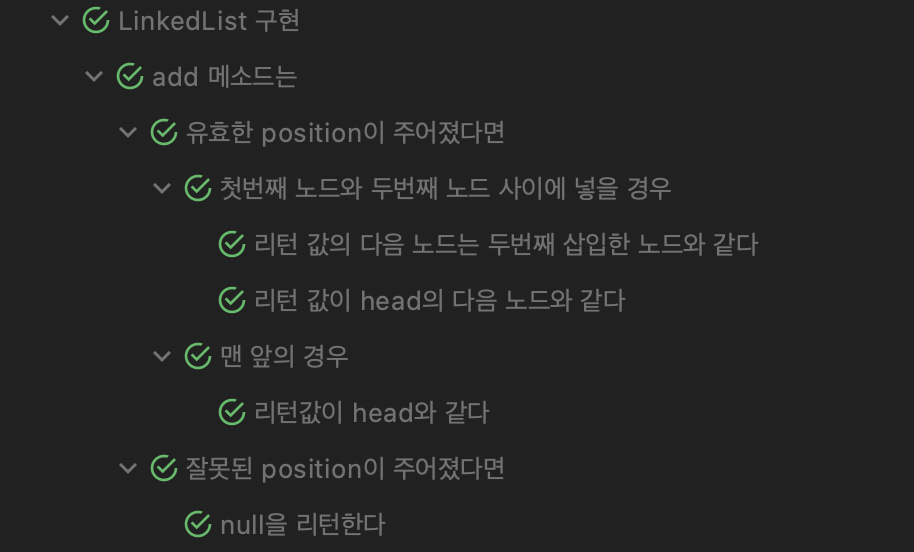 LinkedList 구현
add 메소드는
유효한 position이 주어졌다면
첫번째 노드와 두번째 노드 사이에 넣을 경우
리턴 값의 다음 노드는 두번째 삽입한 노드와 같다
리턴 값이 head의 다음 노드와 같다
맨 앞의 경우
리턴값이 head와 같다
잘못된 position이 주어졌다면
null을 리턴한다